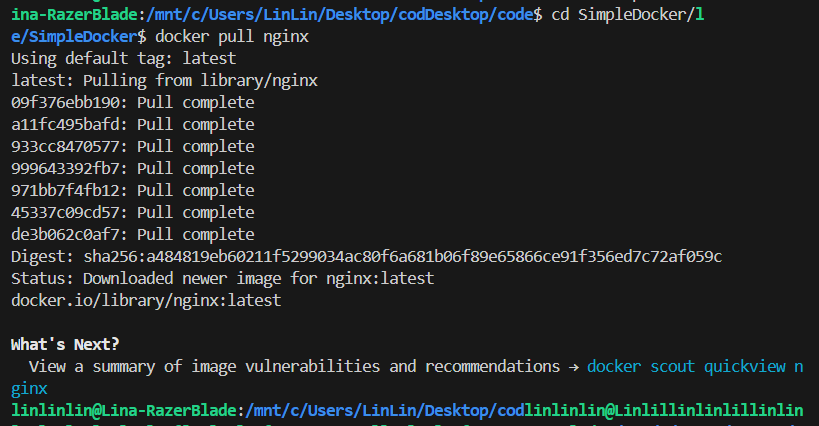 ina-RazerBlade:/mnt/c/Users/LinLin/Desktop/codDesktop/code$ cd SimpleDocker/l
e/SimpleDocker$ docker pull nginx
Using default tag: latest
latest: Pulling from library/nginx
09f376ebb190: Pull complete
a11fc495bafd: Pull complete
933cc8470577: Pull complete
999643392fb7: Pull complete
971bb7f4fb12: Pull complete
45337c09cd57: Pull complete
de3b062c0af7: Pull complete
Digest: sha256:a484819eb60211f5299034ac80f6a681b06f89e65866ce91f356ed7c72af059c
Status: Downloaded newer image for nginx:latest
docker.io/library/nginx:latest
What's Next?
View a summary of image vulnerabilities and recommendations → docker scout quickview n
ginx
linlinlin@Lina-RazerBlade:/mnt/c/Users/LinLin/Desktop/codlinlinlin@Linlillinlinlillinlin